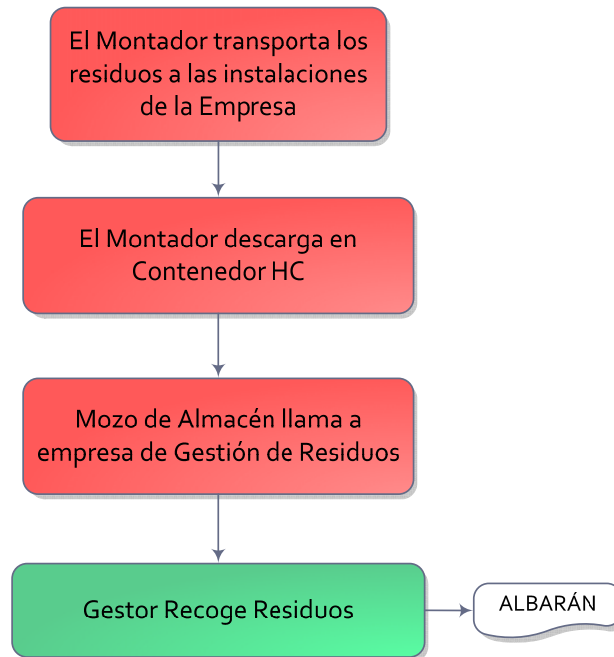 El Montador transporta los
residuos a las instalaciones
de la Empresa
El Montador descarga en
Contenedor HC
Mozo de Almacén llama a
empresa de Gestión de Residuos
Gestor Recoge Residuos
ALBARÁN